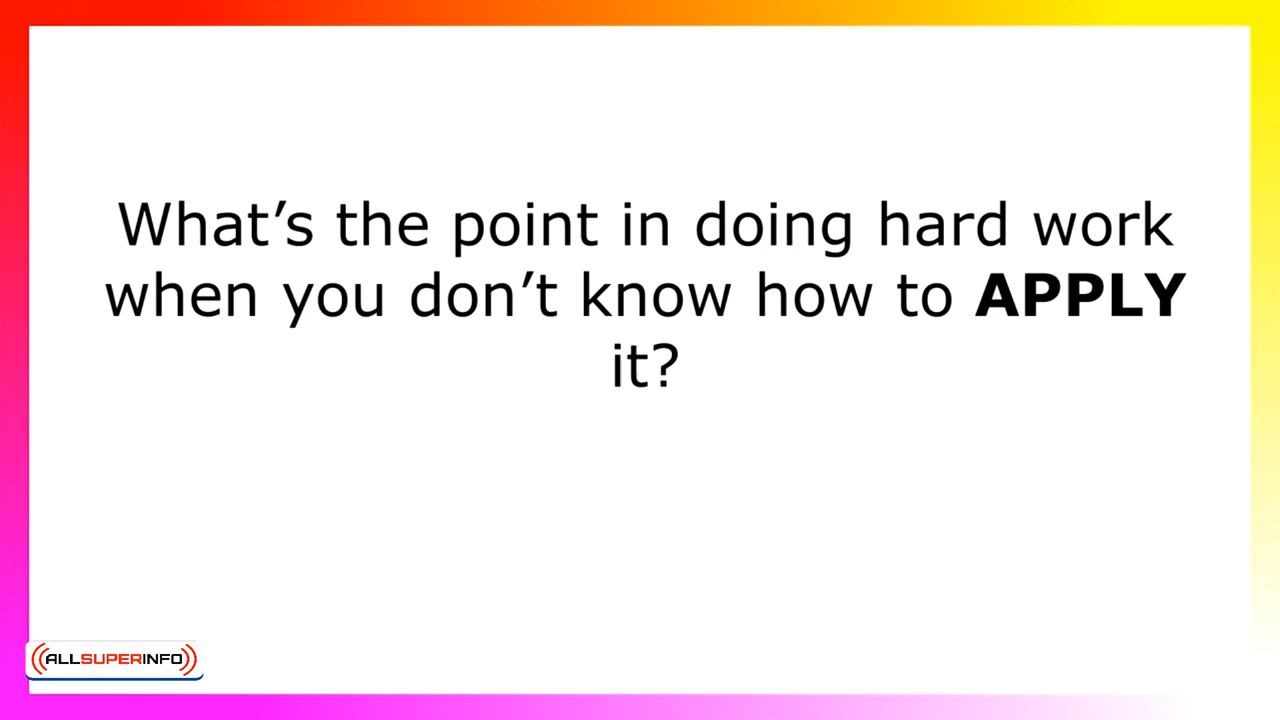 What’s the point in doing hard work
when you don’t know how to APPLY
it?
ALLSUPERINFO